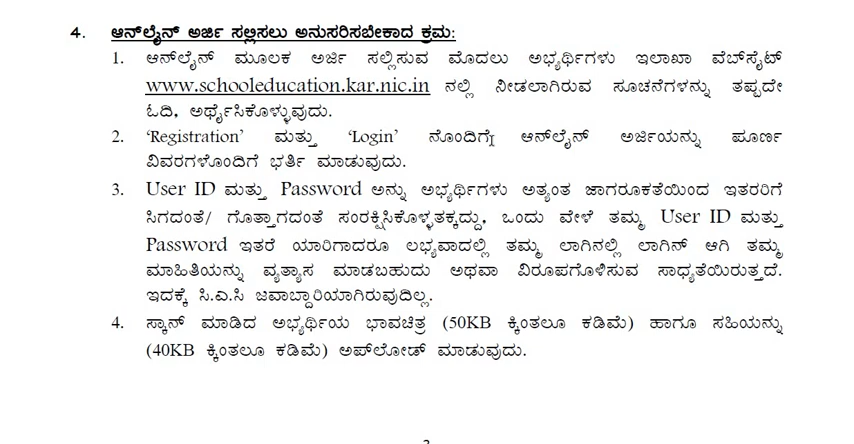 4. ಆನ್‌ಲೈನ್ ಅರ್ಜಿ ಸಲ್ಲಿಸಲು ಅನುಸರಿಸಬೇಕಾದ ಕ್ರಮ:
1. ಆನ್‌ಲೈನ್ ಮೂಲಕ ಅರ್ಜಿ ಸಲ್ಲಿಸುವ ಮೊದಲು ಅಭ್ಯರ್ಥಿಗಳು ಇಲಾಖಾ ವೆಬ್‌ಸೈಟ್
www.schooleducation.kar.nic.in ನಲ್ಲಿ ನೀಡಲಾಗಿರುವ ಸೂಚನೆಗಳನ್ನು ತಪ್ಪದೇ
ಓದಿ, ಅರ್ಥೈಸಿಕೊಳ್ಳುವುದು.
2. ‘Registration’ ಮತ್ತು ‘Login’ ನೊಂದಿಗೆ ಆನ್‌ಲೈನ್ ಅರ್ಜಿಯನ್ನು ಪೂರ್ಣ
ವಿವರಗಳೊಂದಿಗೆ ಭರ್ತಿ ಮಾಡುವುದು.
3. User ID ಮತ್ತು Password ಅನ್ನು ಅಭ್ಯರ್ಥಿಗಳು ಅತ್ಯಂತ ಜಾಗರೂಕತೆಯಿಂದ ಇತರರಿಗೆ
ಸಿಗದಂತೆ/ ಗೊತ್ತಾಗದಂತೆ ಸಂರಕ್ಷಿಸಿಕೊಳ್ಳತಕ್ಕದ್ದು, ಒಂದು ವೇಳೆ ತಮ್ಮ User ID ಮತ್ತು
Password ಇತರೆ ಯಾರಿಗಾದರೂ ಲಭ್ಯವಾದಲ್ಲಿ ತಮ್ಮ ಲಾಗಿನಲ್ಲಿ ಲಾಗಿನ್ ಆಗಿ ತಮ್ಮ
ಮಾಹಿತಿಯನ್ನು ವ್ಯತ್ಯಾಸ ಮಾಡಬಹುದು ಅಥವಾ ವಿರೂಪಗೊಳಿಸುವ ಸಾಧ್ಯತೆಯಿರುತ್ತದೆ.
ಇದಕ್ಕೆ ಸಿ.ಎ.ಸಿ ಜವಾಬ್ದಾರಿಯಾಗಿರುವುದಿಲ್ಲ.
4. ಸ್ಕಾನ್ ಮಾಡಿದ ಅಭ್ಯರ್ಥಿಯ ಭಾವಚಿತ್ರ (50KB ಕ್ಕಿಂತಲೂ ಕಡಿಮೆ) ಹಾಗೂ ಸಹಿಯನ್ನು
(40KB ಕ್ಕಿಂತಲೂ ಕಡಿಮೆ) ಅಪ್‌ಲೋಡ್ ಮಾಡುವುದು.